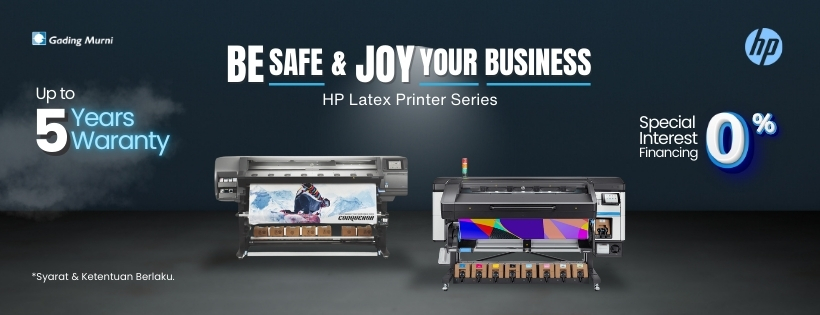 Gading Murni
hp
BE SAFE & JOY YOUR BUSINESS
HP Latex Printer Series
Up to
5 Years
Waranty
Special
Interest
Financing
0%
CONQUEROR
*Syarat & Ketentuan Berlaku.